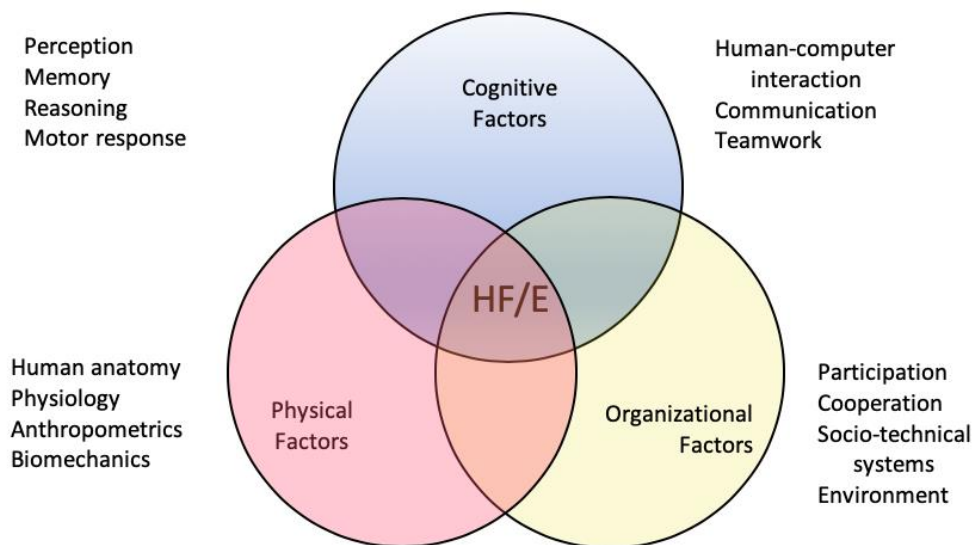 Perception
Memory
Reasoning
Motor response
Cognitive
Factors
Human-computer
interaction
Communication
Teamwork
HF/E
Human anatomy
Physiology
Anthropometrics
Biomechanics
Physical
Factors
Organizational
Factors
Participation
Cooperation
Socio-technical
systems
Environment